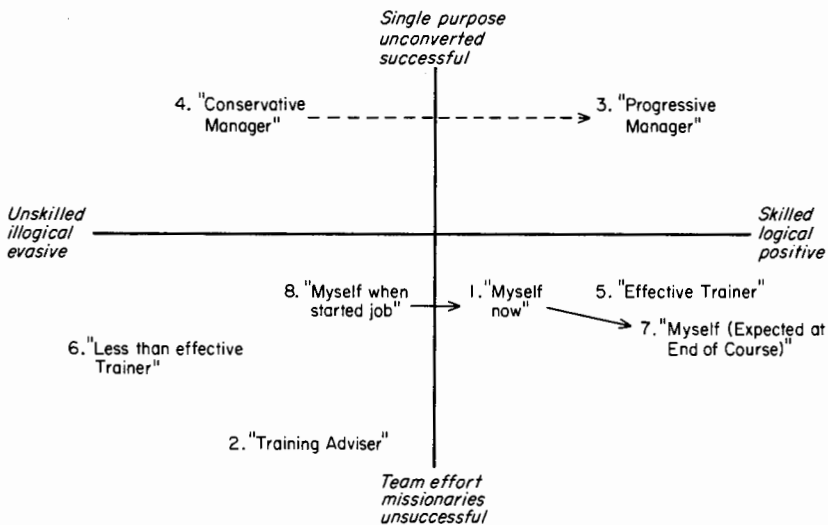 Single purpose
unconverted
successful
4. "Conservative
Manager"
3. "Progressive
Manager"
Unskilled
illogical
evasive
Skilled
logical
positive
8. "Myself when
started job"
1. "Myself
now"
5. "Effective Trainer"
7. "Myself (Expected at
End of Course)"
6. "Less than effective
Trainer"
2. "Training Adviser"
Team effort
missionaries
unsuccessful